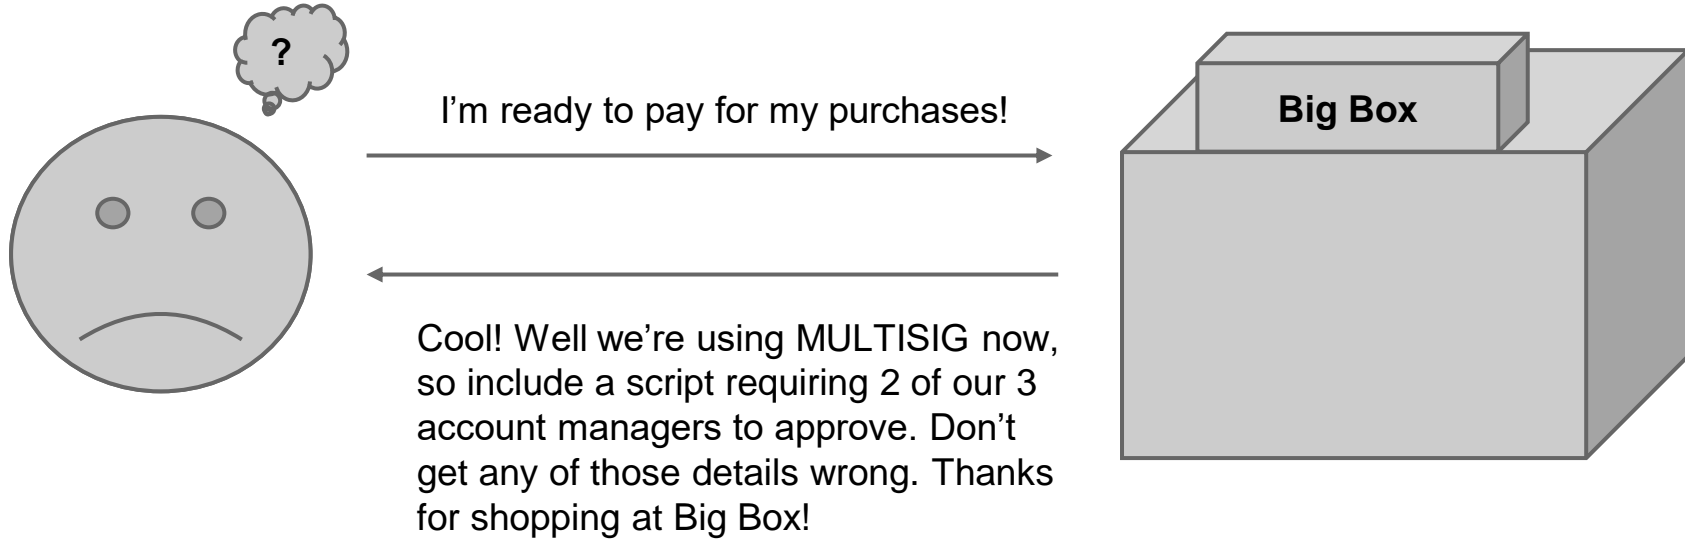 ?
I'm ready to pay for my purchases!
Big Box
Cool! Well we're using MULTISIG now,
so include a script requiring 2 of our 3
account managers to approve. Don't
get any of those details wrong. Thanks
for shopping at Big Box!